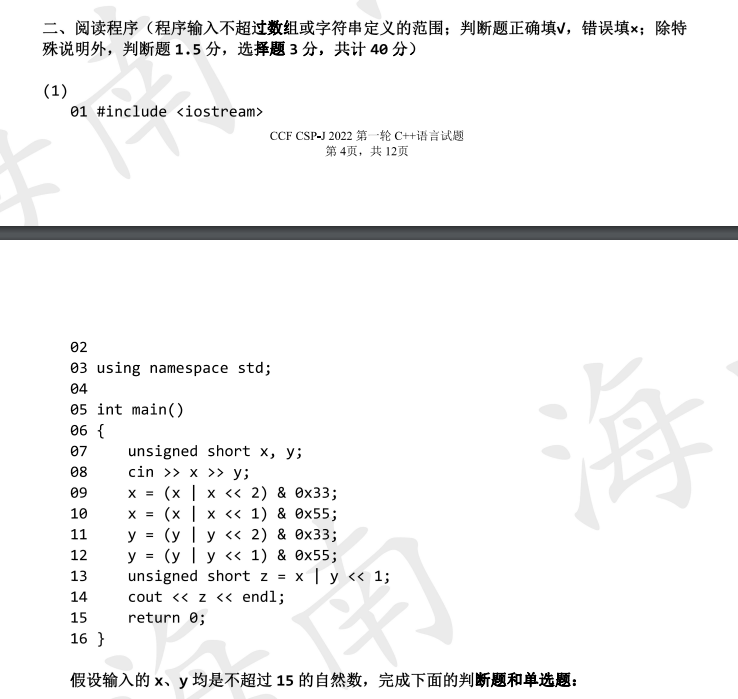 二、阅读程序（程序输入不超过数组或字符串定义的范围；判断题正确填√，错误填×；除特
殊说明外，判断题 1.5 分，选择题 3 分，共计 40 分）
(1)
01 #include <iostream>
CCF CSP-J 2022 第一轮 C++语言试题
第 4页，共 12页
02
03 using namespace std;
04
05 int main()
06 {
07     unsigned short x, y;
08     cin >> x >> y;
09     x = (x | x << 2) & 0x33;
10     x = (x | x << 1) & 0x55;
11     y = (y | y << 2) & 0x33;
12     y = (y | y << 1) & 0x55;
13     unsigned short z = x | y << 1;
14     cout << z << endl;
15     return 0;
16 }
假设输入的 x、y 均是不超过 15 的自然数，完成下面的判断题和单选题：
海南
海南